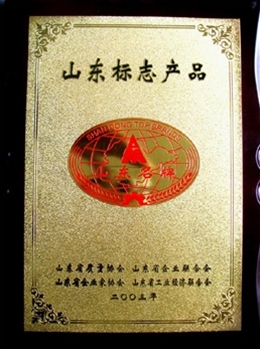 山东标志产品
SHANDONG TOP BRAND
山东名牌
山东省质量协会 山东省企业联合会
山东省企业家协会 山东省工业经济联合会
二〇〇三年